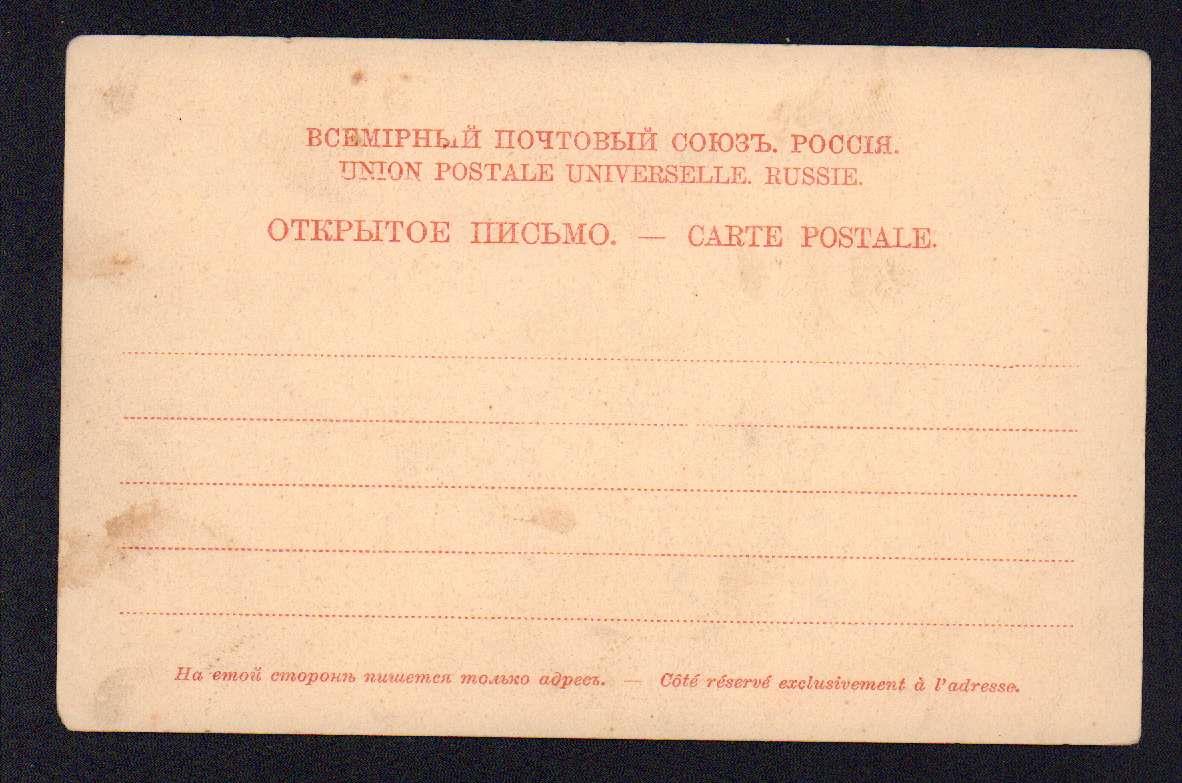 ВСЕМІРНЫЙ ПОЧТОВЫЙ СОЮЗЪ. РОССІЯ.
UNION POSTALE UNIVERSELLE. RUSSIE.
ОТКРЫТОЕ ПИСЬМО. — CARTE POSTALE.
На етой сторонѣ пишется только адресъ. — Côté réservé exclusivement à l'adresse.